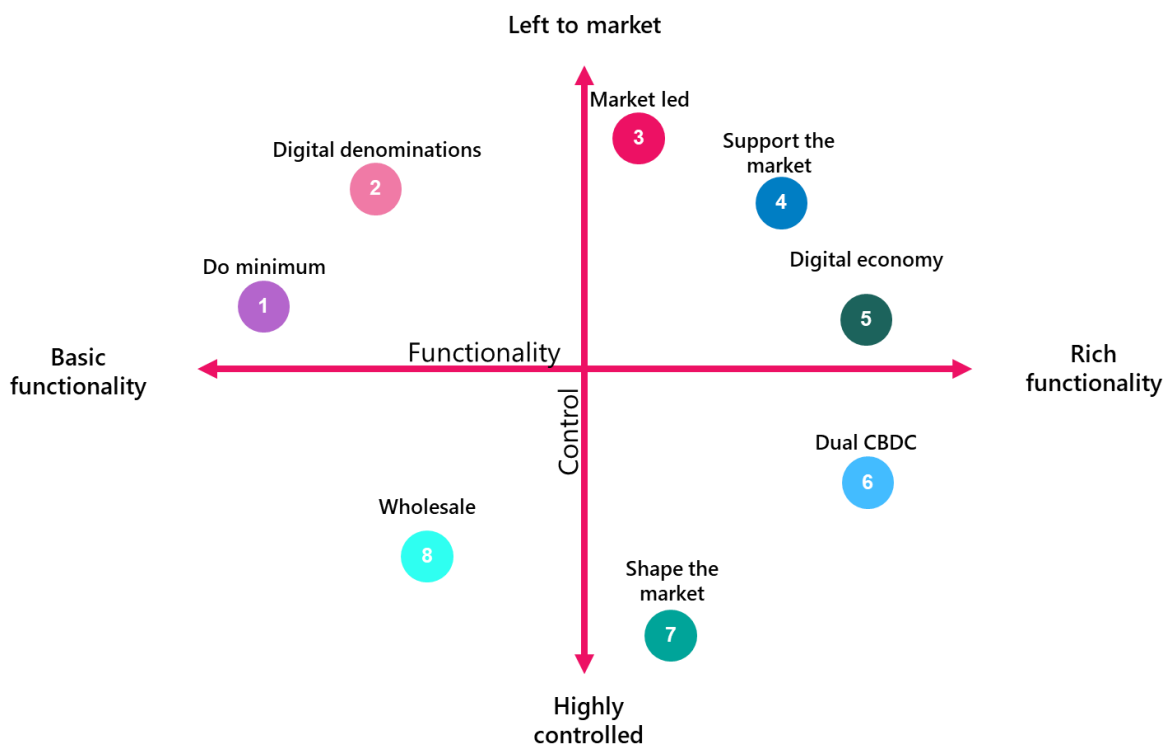 Left to market
Market led
3
Digital denominations
2
Support the
market
4
Do minimum
1
Digital economy
5
Basic
functionality
Functionality
Control
Rich
functionality
Dual CBDC
6
Wholesale
8
Shape the
market
7
Highly
controlled